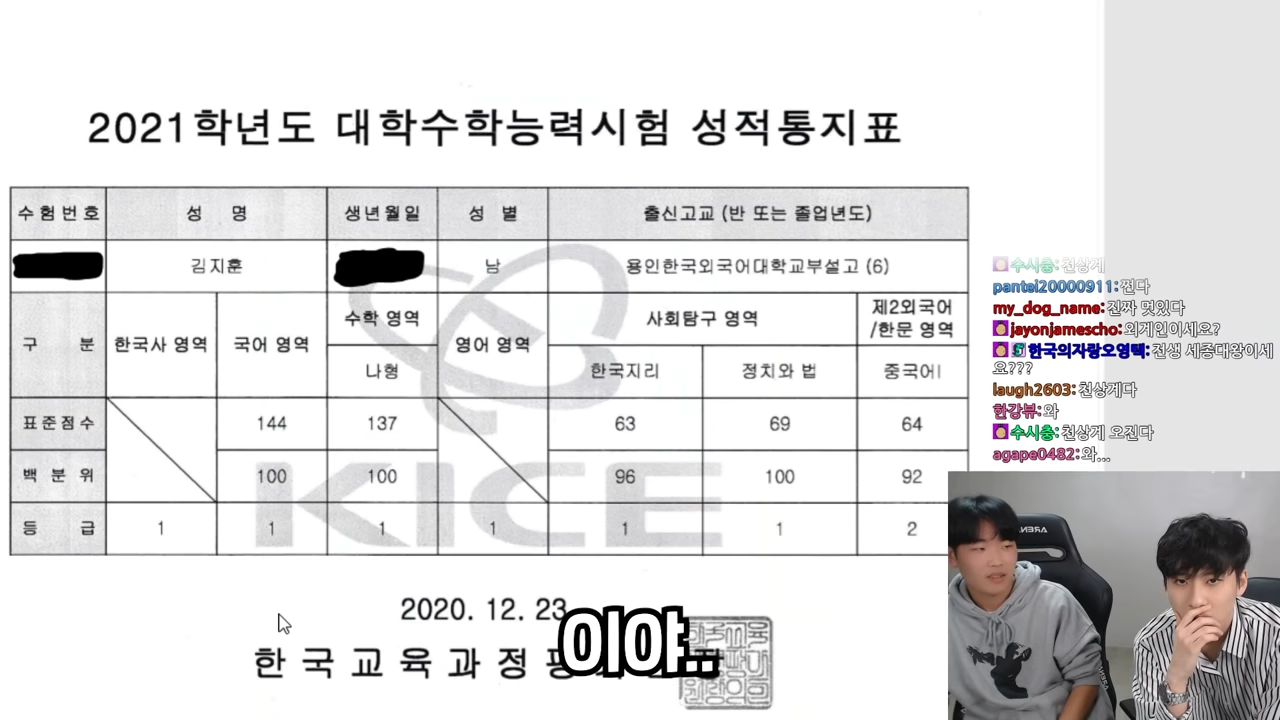 2021학년도 대학수학능력시험 성적통지표
수험번호 성 명 생년월일 성 별 출신고교 (반 또는 졸업년도)
김지훈 남 용인한국외국어대학교부설고 (6)
구 분 한국사 영역 국어 영역 수학 영역 영어 영역 사회탐구 영역 제2외국어
/한문 영역
나형 한국지리 정치와 법 중국어Ⅰ
표준점수 144 137 63 69 64
백 분 위 100 100 96 100 92
등 급 1 1 1 1 1 1 2
KICE
2020. 12. 23
한국교육과정평
이야..
수시충: 천상계
pantei20000911: 쩐다
my_dog_name: 진짜 멋있다
jayonjamescho: 외계인이세요?
한국의자랑오영택: 전생 세종대왕이세
요???
laugh2603: 천상계다
한강뷰: 와
수시충: 천상계 오진다
agape0482: 와...
AREN